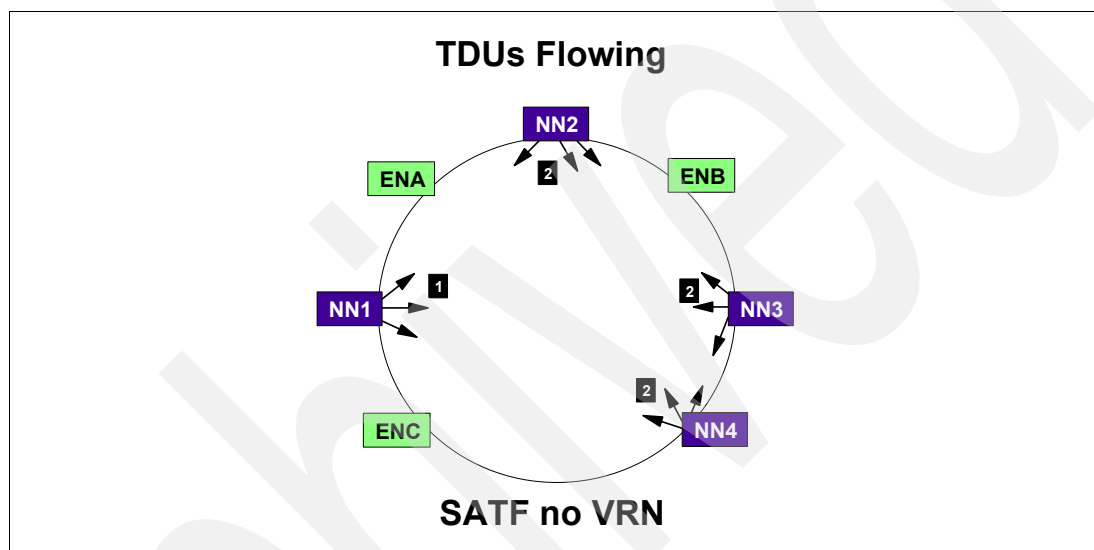 TDUs Flowing
NN2
2
ENA
ENB
1
2
NN1
NN3
2
ENC
NN4
SATF no VRN